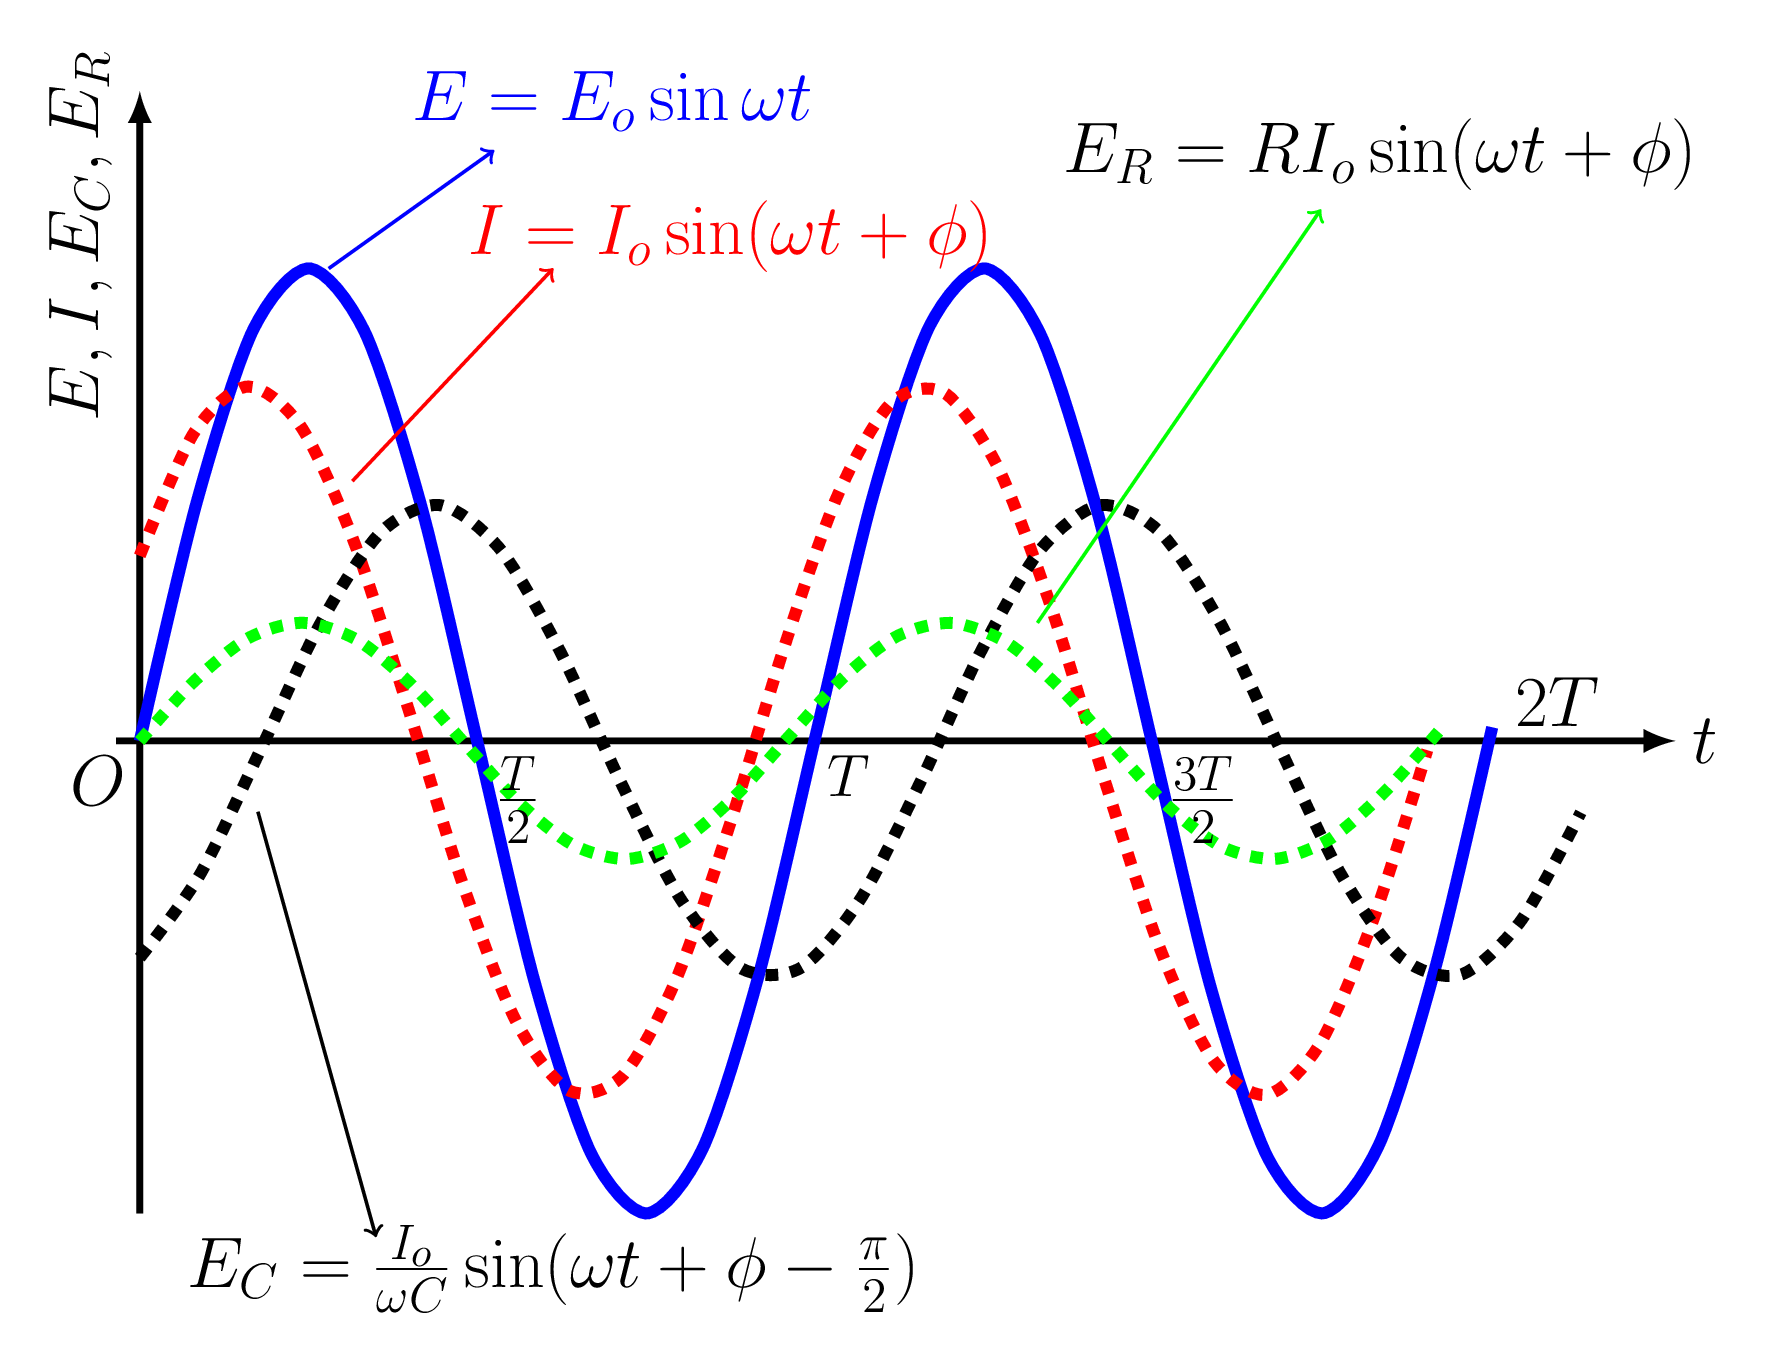 E, I, E_C, E_R
E = E_o sin ωt
E_R = RI_o sin(ωt + ϕ)
I = I_o sin(ωt + ϕ)
2T
t
O
T/2
T
3T/2
E_C = I_o/ωC sin(ωt + ϕ − π/2)